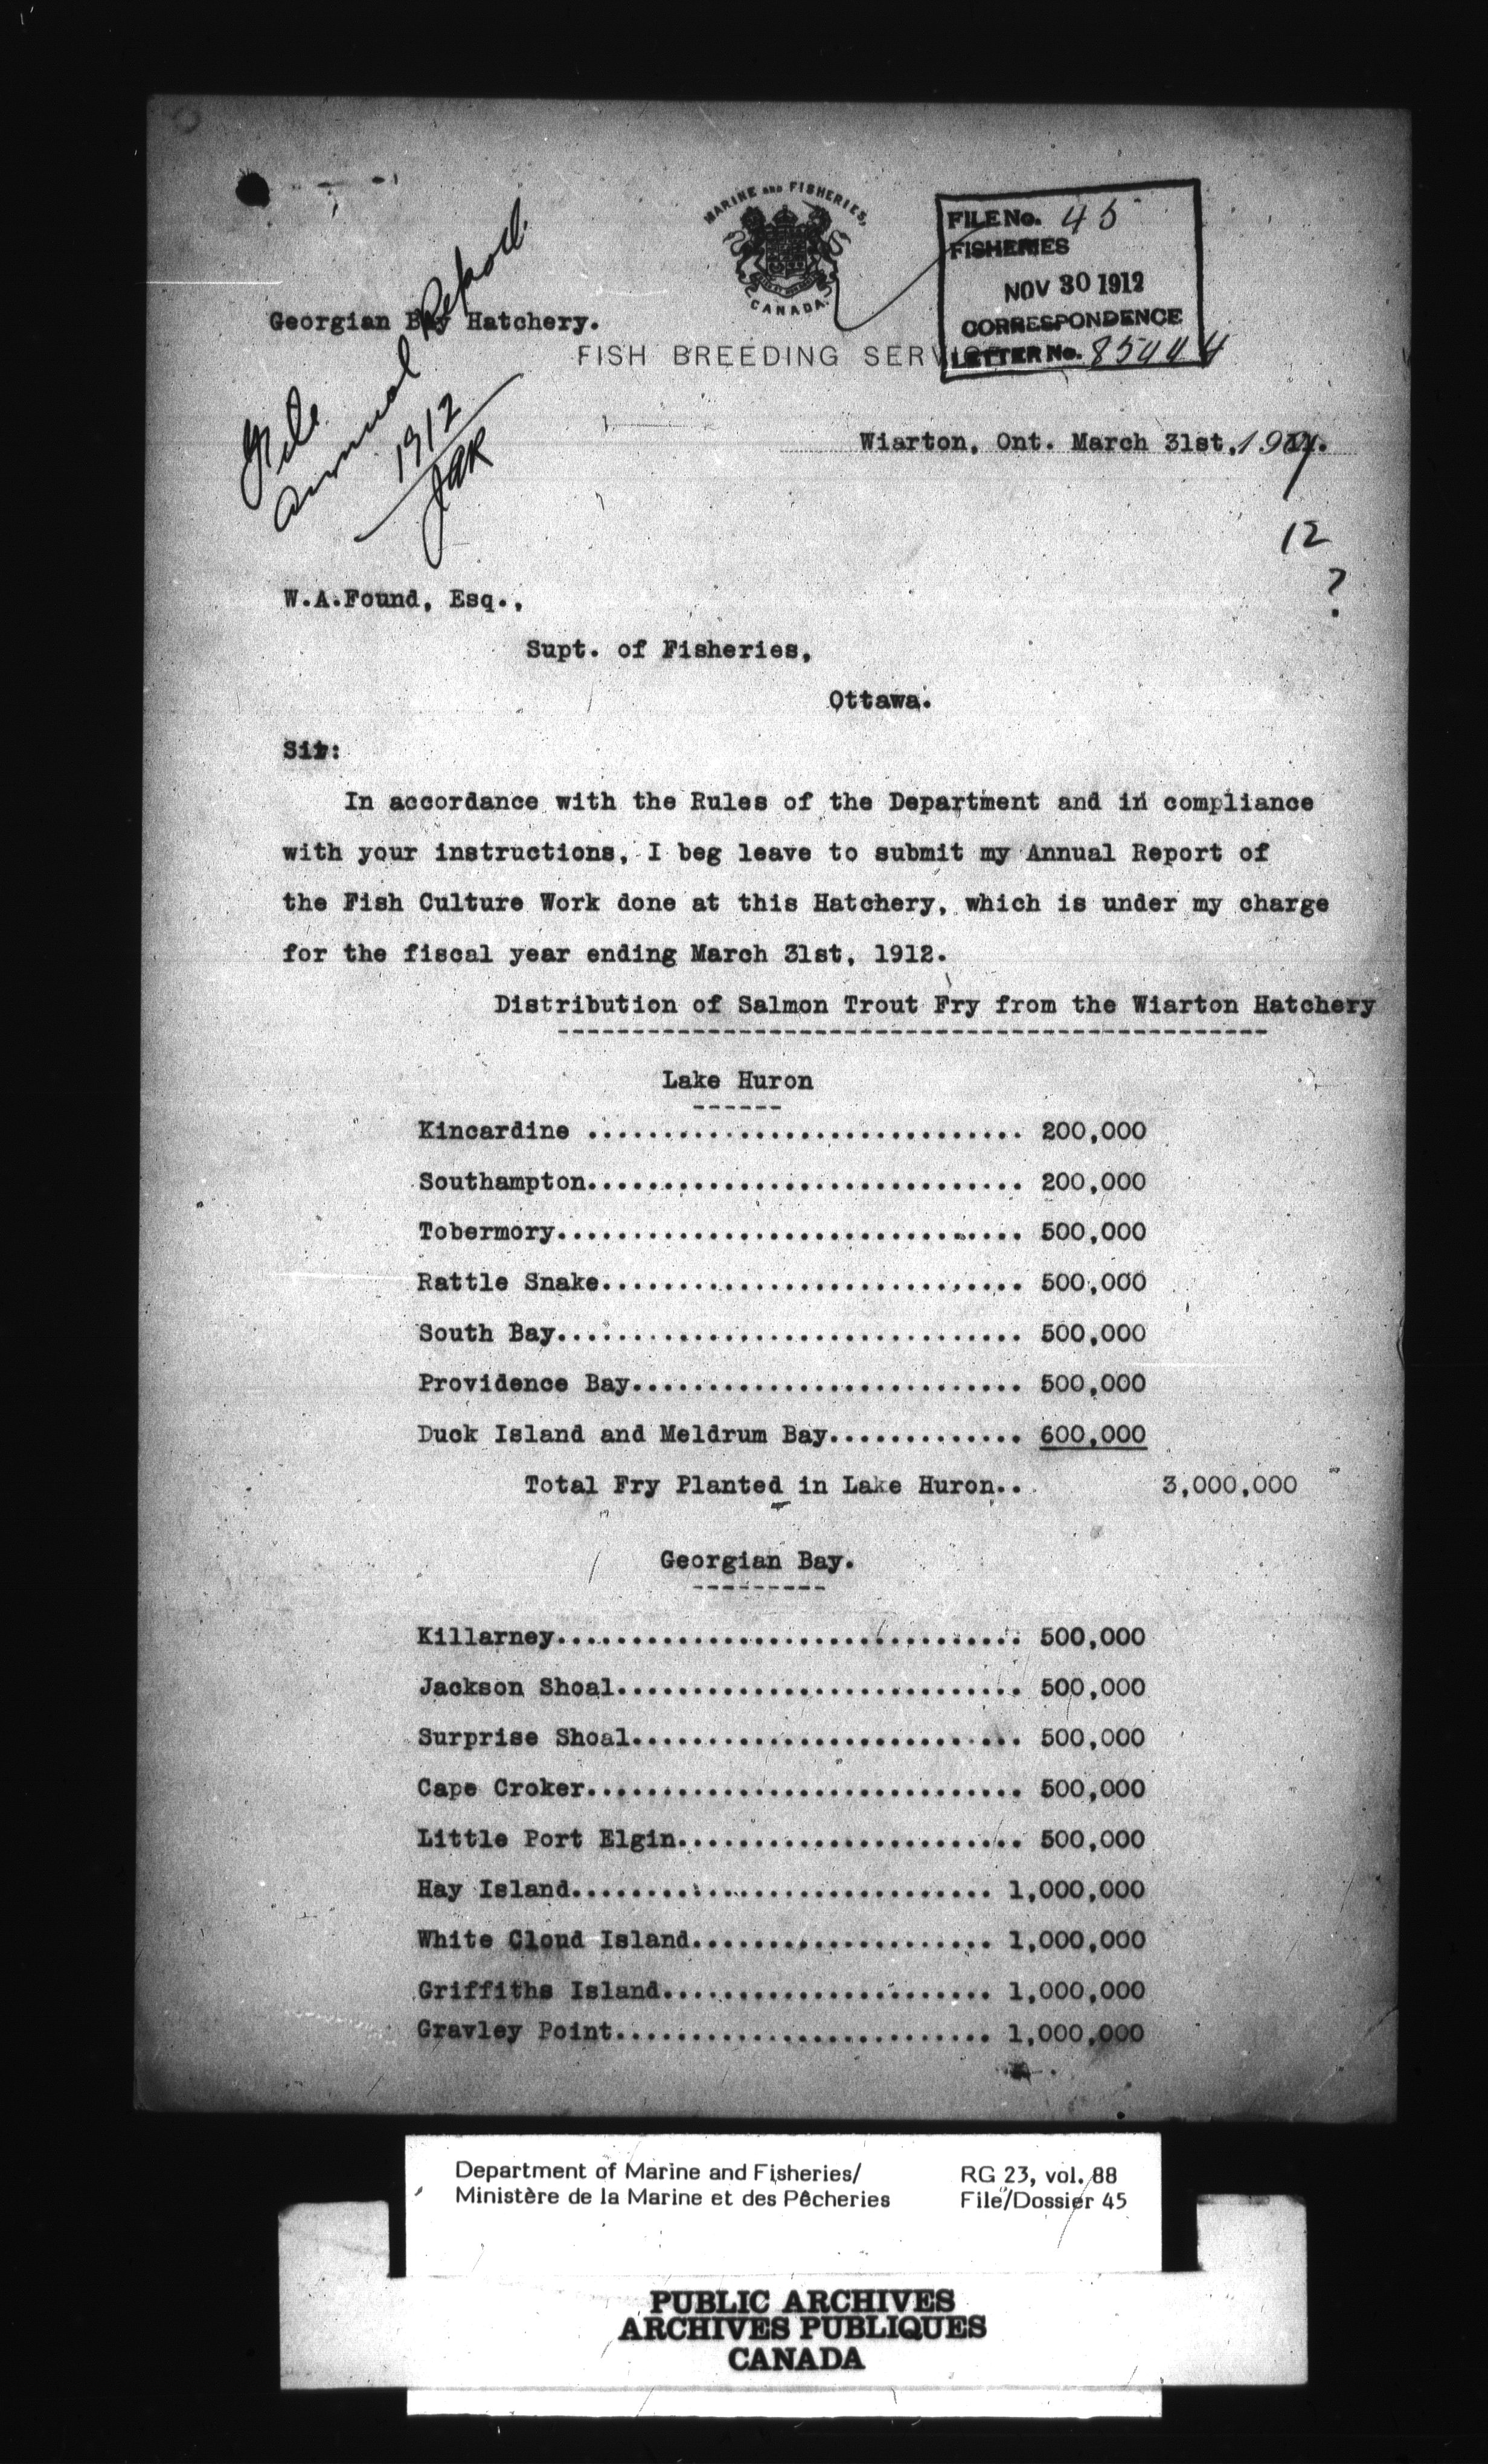 MARINE AND FISHERIES,
CANADA.
FILE No. 45
FISHERIES
NOV 30 1912
CORRESPONDENCE
LETTER No. 85444
Georgian Bay Hatchery.
FISH BREEDING SERV
File
Annual Report
1912
JAR
Wiarton, Ont. March 31st, 19
12
?
W.A.Found, Esq.,
Supt. of Fisheries,
Ottawa.
Sir:
In accordance with the Rules of the Department and in compliance
with your instructions, I beg leave to submit my Annual Report of
the Fish Culture Work done at this Hatchery, which is under my charge
for the fiscal year ending March 31st, 1912.
Distribution of Salmon Trout Fry from the Wiarton Hatchery
Lake Huron
Kincardine ............................. 200,000
Southampton............................. 200,000
Tobermory............................... 500,000
Rattle Snake............................ 500,000
South Bay............................... 500,000
Providence Bay.......................... 500,000
Duck Island and Meldrum Bay............. 600,000
Total Fry Planted in Lake Huron.. 3,000,000
Georgian Bay.
Killarney............................... 500,000
Jackson Shoal........................... 500,000
Surprise Shoal.......................... 500,000
Cape Croker............................. 500,000
Little Port Elgin....................... 500,000
Hay Island............................ 1,000,000
White Cloud Island.................... 1,000,000
Griffiths Island...................... 1,000,000
Gravley Point......................... 1,000,000
Department of Marine and Fisheries/ RG 23, vol. 88
Ministère de la Marine et des Pêcheries File/Dossier 45
PUBLIC ARCHIVES
ARCHIVES PUBLIQUES
CANADA